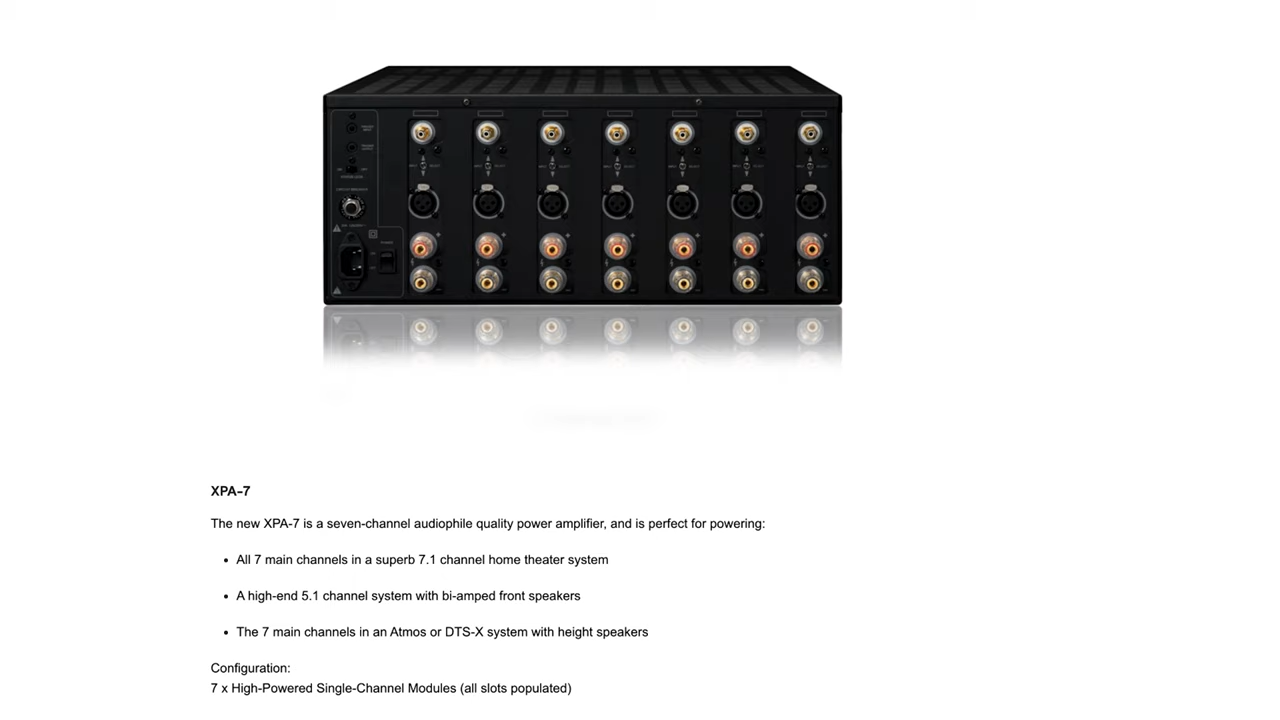 XPA-7
The new XPA-7 is a seven-channel audiophile quality power amplifier, and is perfect for powering:
• All 7 main channels in a superb 7.1 channel home theater system
• A high-end 5.1 channel system with bi-amped front speakers
• The 7 main channels in an Atmos or DTS-X system with height speakers
Configuration:
7 x High-Powered Single-Channel Modules (all slots populated)